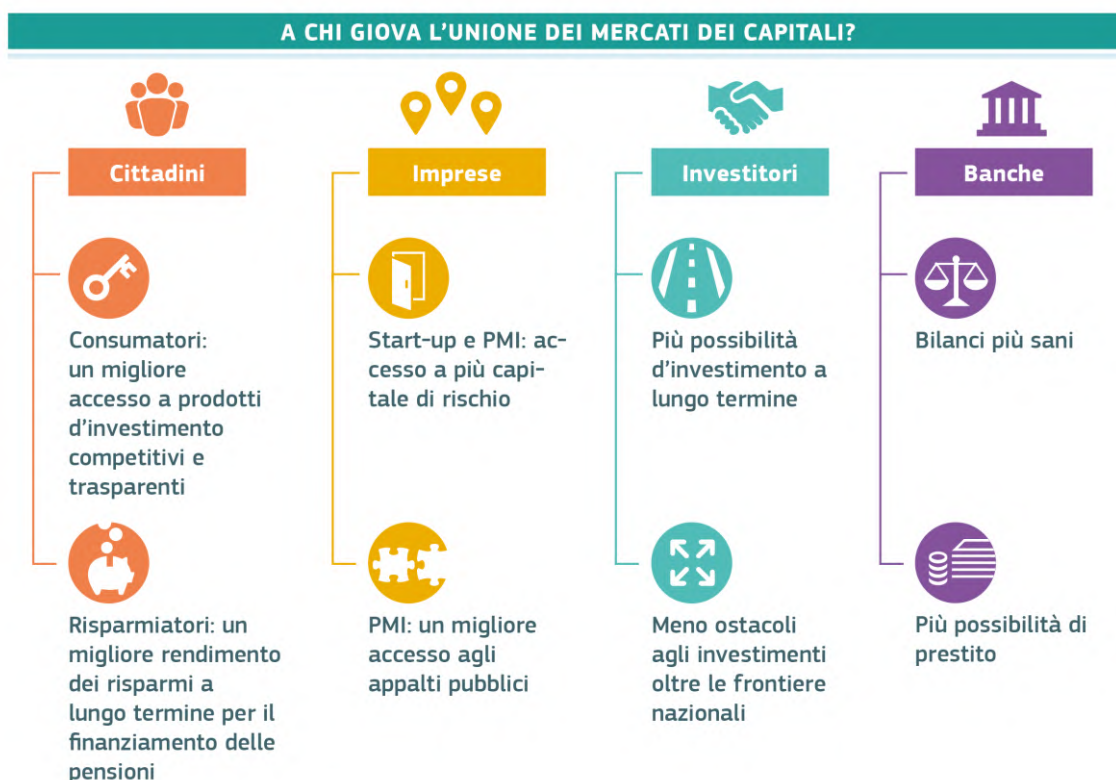 A CHI GIOVA L'UNIONE DEI MERCATI DEI CAPITALI?
Cittadini
Consumatori:
un migliore
accesso a prodotti
d'investimento
competitivi e
trasparenti
Risparmiatori: un
migliore rendimento
dei risparmi a
lungo termine per il
finanziamento delle
pensioni
Imprese
Start-up e PMI: ac-
cesso a più capi-
tale di rischio
PMI: un migliore
accesso agli
appalti pubblici
Investitori
Più possibilità
d'investimento a
lungo termine
Meno ostacoli
agli investimenti
oltre le frontiere
nazionali
Banche
Bilanci più sani
Più possibilità di
prestito